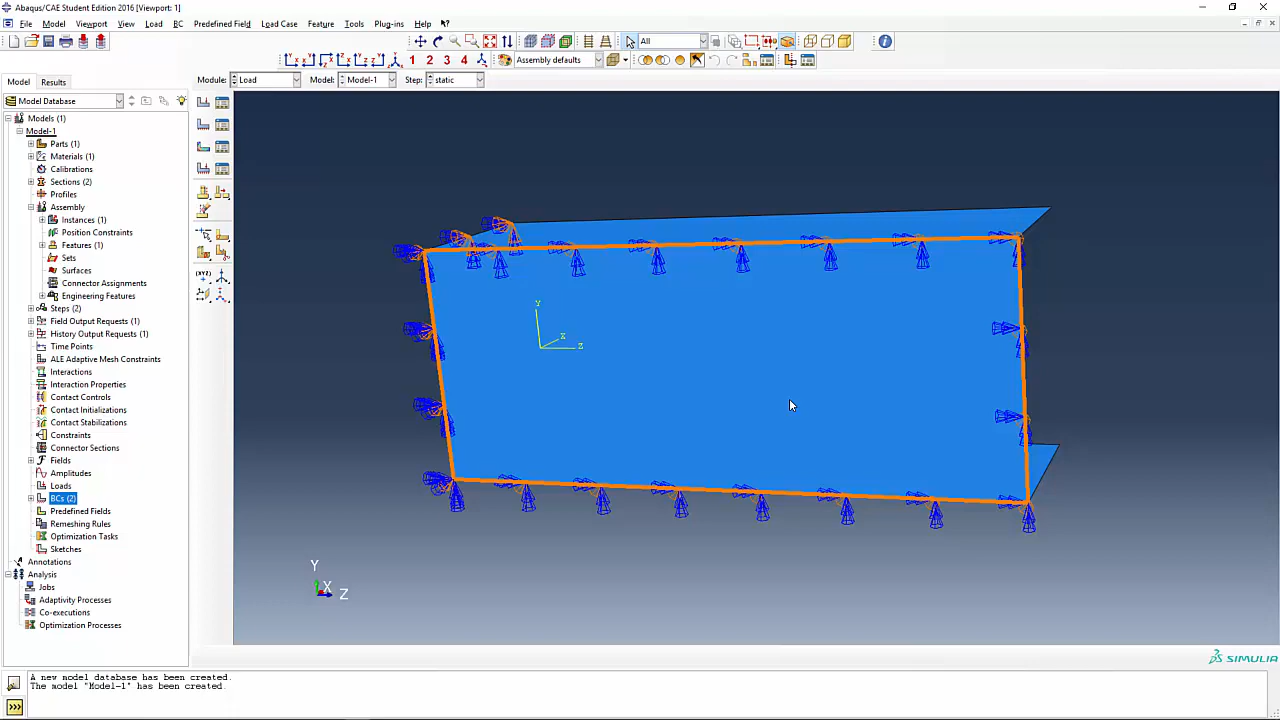 Abaqus/CAE Student Edition 2016 [Viewport: 1]
File Model Viewport View Load BC Predefined Field Load Case Feature Tools Plug-ins Help
All
1 2 3 4 Assembly defaults
Model Results Module: Load Model: Model-1 Step: static
Model Database
Models (1)
Model-1
Parts (1)
Materials (1)
Calibrations
Sections (2)
Profiles
Assembly
Instances (1)
Position Constraints
Features (1)
Sets
Surfaces
Connector Assignments
Engineering Features
Steps (2)
Field Output Requests (1)
History Output Requests (1)
Time Points
ALE Adaptive Mesh Constraints
Interactions
Interaction Properties
Contact Controls
Contact Initializations
Contact Stabilizations
Constraints
Connector Sections
Fields
Amplitudes
Loads
BCs (2)
Predefined Fields
Remeshing Rules
Optimization Tasks
Sketches
Annotations
Analysis
Jobs
Adaptivity Processes
Co-executions
Optimization Processes
(XYZ)
Y
X
Z
Y
X
Z
SIMULIA
A new model database has been created.
The model "Model-1" has been created.
>>>